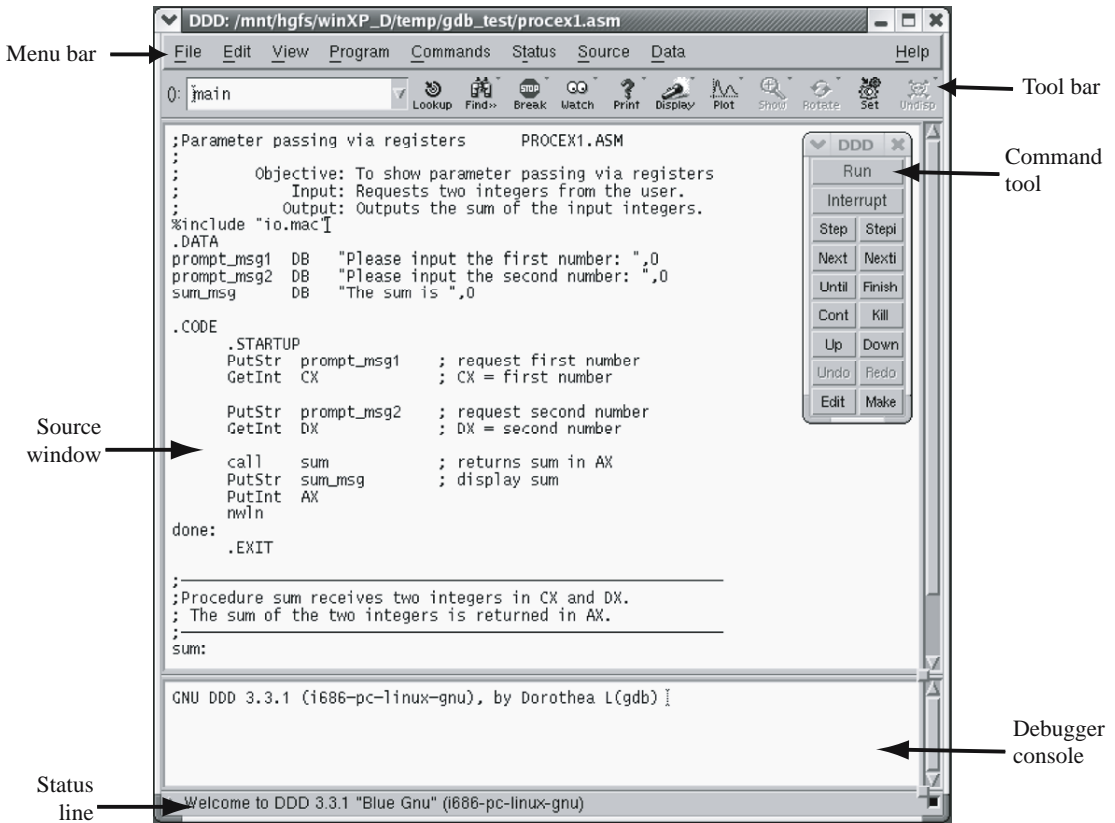 DDD: /mnt/hgfs/winXP_D/temp/gdb_test/procex1.asm
Menu bar
File Edit View Program Commands Status Source Data Help
(): main
Lookup Find>> Break Watch Print Display Plot Show Rotate Set Undisp
STOP
Tool bar
;Parameter passing via registers PROCEX1.ASM
;
; Objective: To show parameter passing via registers
; Input: Requests two integers from the user.
; Output: Outputs the sum of the input integers.
%include "io.mac"
.DATA
prompt_msg1 DB "Please input the first number: ",0
prompt_msg2 DB "Please input the second number: ",0
sum_msg DB "The sum is ",0
.CODE
.STARTUP
PutStr prompt_msg1 ; request first number
GetInt CX ; CX = first number
PutStr prompt_msg2 ; request second number
GetInt DX ; DX = second number
call sum ; returns sum in AX
PutStr sum_msg ; display sum
PutInt AX
nwln
done:
.EXIT
;
;Procedure sum receives two integers in CX and DX.
; The sum of the two integers is returned in AX.
;
sum:
DDD
Run
Interrupt
Step Stepi
Next Nexti
Until Finish
Cont Kill
Up Down
Undo Redo
Edit Make
Command
tool
Source
window
GNU DDD 3.3.1 (i686-pc-linux-gnu), by Dorothea L(gdb)
Debugger
console
Status
line
Welcome to DDD 3.3.1 "Blue Gnu" (i686-pc-linux-gnu)